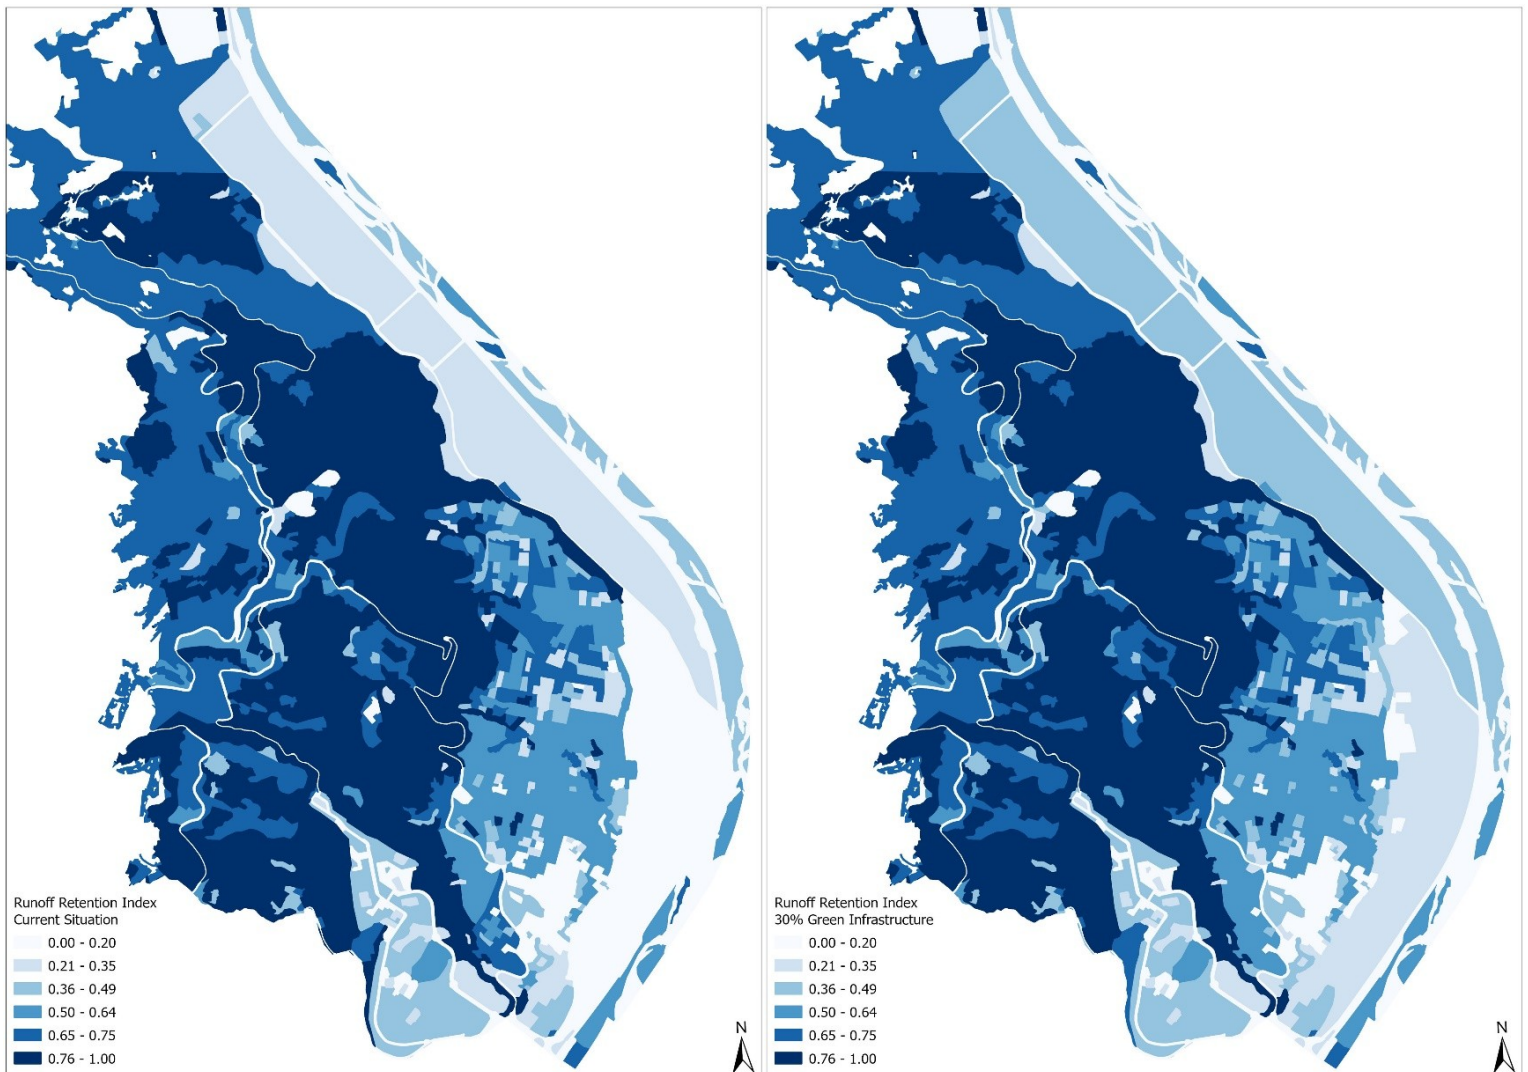 Runoff Retention Index
Current Situation
0.00 - 0.20
0.21 - 0.35
0.36 - 0.49
0.50 - 0.64
0.65 - 0.75
0.76 - 1.00
N
Runoff Retention Index
30% Green Infrastructure
0.00 - 0.20
0.21 - 0.35
0.36 - 0.49
0.50 - 0.64
0.65 - 0.75
0.76 - 1.00
N